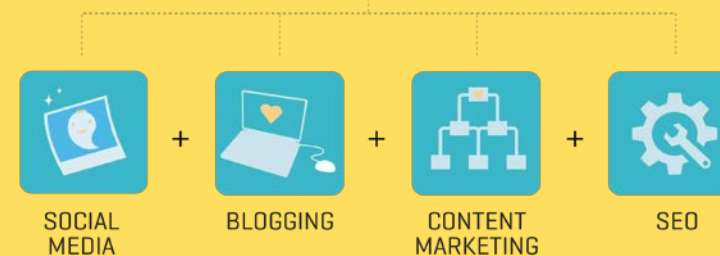 + + +
SOCIAL MEDIA
BLOGGING
CONTENT MARKETING
SEO